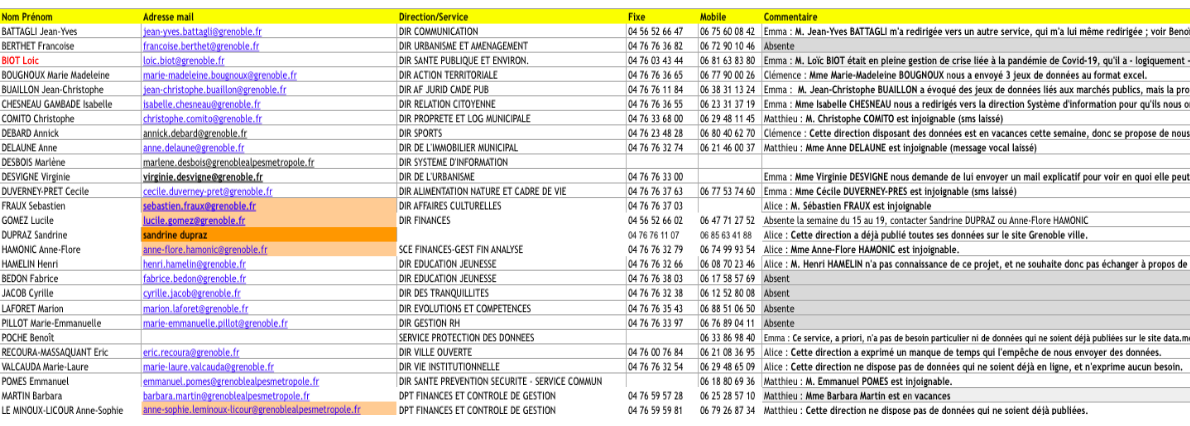 Nom Prénom Adresse mail Direction/Service Fixe Mobile Commentaire
BATTAGLI Jean-Yves jean-yves.battagli@grenoble.fr DIR COMMUNICATION 04 56 52 66 47 06 75 60 08 42 Emma : M. Jean-Yves BATTAGLI m'a redirigée vers un autre service, qui m'a lui même redirigée ; voir Benoi
BERTHET Francoise francoise.berthet@grenoble.fr DIR URBANISME ET AMENAGEMENT 04 76 76 36 82 06 72 90 10 46 Absente
BIOT Loic loic.biot@grenoble.fr DIR SANTE PUBLIQUE ET ENVIRON. 04 76 03 43 44 06 81 63 83 80 Emma : M. Loïc BIOT était en pleine gestion de crise liée à la pandémie de Covid-19, qu'il a - logiquement -
BOUGNOUX Marie Madeleine marie-madeleine.bougnoux@grenoble.fr DIR ACTION TERRITORIALE 04 76 76 36 65 06 77 90 00 26 Clémence : Mme Marie-Madeleine BOUGNOUX nous a envoyé 3 jeux de données au format excel.
BUAILLON Jean-Christophe jean-christophe.buaillon@grenoble.fr DIR AF JURID CMDE PUB 04 76 76 11 84 06 38 31 13 24 Emma : M. Jean-Christophe BUAILLON a évoqué des jeux de données liés aux marchés publics, mais la pro
CHESNEAU GAMBADE Isabelle isabelle.chesneau@grenoble.fr DIR RELATION CITOYENNE 04 76 76 36 55 06 23 31 37 19 Emma : Mme Isabelle CHESNEAU nous a redirigés vers la direction Système d'information pour qu'ils nous o
COMITO Christophe christophe.comito@grenoble.fr DIR PROPRETE ET LOG MUNICIPALE 04 76 33 68 00 06 29 48 11 45 Matthieu : M. Christophe COMITO est injoignable (sms laissé)
DEBARD Annick annick.debard@grenoble.fr DIR SPORTS 04 76 23 48 28 06 80 40 62 70 Clémence : Cette direction disposant des données est en vacances cette semaine, donc se propose de nous
DELAUNE Anne anne.delaune@grenoble.fr DIR DE L'IMMOBILIER MUNICIPAL 04 76 76 32 74 06 21 46 00 37 Matthieu : Mme Anne DELAUNE est injoignable (message vocal laissé)
DESBOIS Marlène marlene.desbois@grenoblealpesmetropole.fr DIR SYSTEME D'INFORMATION
DESVIGNE Virginie virginie.desvigne@grenoble.fr DIR DE L'URBANISME 04 76 76 33 00 Emma : Mme Virginie DESVIGNE nous demande de lui envoyer un mail explicatif pour voir en quoi elle peut
DUVERNEY-PRET Cecile cecile.duverney-pret@grenoble.fr DIR ALIMENTATION NATURE ET CADRE DE VIE 04 76 76 37 63 06 77 53 74 60 Emma : Mme Cécile DUVERNEY-PRES est injoignable (sms laissé)
FRAUX Sebastien sebastien.fraux@grenoble.fr DIR AFFAIRES CULTURELLES 04 76 76 37 03 Alice : M. Sébastien FRAUX est injoignable
GOMEZ Lucile lucile.gomez@grenoble.fr DIR FINANCES 04 56 52 66 02 06 47 71 27 52 Absente la semaine du 15 au 19, contacter Sandrine DUPRAZ ou Anne-Flore HAMONIC
DUPRAZ Sandrine sandrine dupraz 04 76 76 11 07 06 85 63 41 88 Alice : Cette direction a déjà publié toutes ses données sur le site Grenoble ville.
HAMONIC Anne-Flore anne-flore.hamonic@grenoble.fr SCE FINANCES-GEST FIN ANALYSE 04 76 76 32 79 06 74 99 93 54 Alice : Mme Anne-Flore HAMONIC est injoignable.
HAMELIN Henri henri.hamelin@grenoble.fr DIR EDUCATION JEUNESSE 04 76 76 32 66 06 08 70 23 46 Alice : M. Henri HAMELIN n'a pas connaissance de ce projet, et ne souhaite donc pas échanger à propos de
BEDON Fabrice fabrice.bedon@grenoble.fr DIR EDUCATION JEUNESSE 04 76 76 38 03 06 17 58 57 69 Absent
JACOB Cyrille cyrille.jacob@grenoble.fr DIR DES TRANQUILLITES 04 76 76 32 38 06 12 52 80 08 Absent
LAFORET Marion marion.laforet@grenoble.fr DIR EVOLUTIONS ET COMPETENCES 04 76 76 35 43 06 88 51 06 50 Absent
PILLOT Marie-Emmanuelle marie-emmanuelle.pillot@grenoble.fr DIR GESTION RH 04 76 76 33 97 06 76 89 04 11 Absente
POCHE Benoît SERVICE PROTECTION DES DONNEES 06 33 86 98 40 Emma : Ce service, a priori, n'a pas de besoin particulier ni de données qui ne soient déjà publiées sur le site data.me
RECOURA-MASSAQUANT Eric eric.recoura@grenoble.fr DIR VILLE OUVERTE 04 76 00 76 84 06 21 08 36 95 Alice : Cette direction a exprimé un manque de temps qui l'empêche de nous envoyer des données.
VALCAUDA Marie-Laure marie-laure.valcauda@grenoble.fr DIR VIE INSTITUTIONNELLE 04 76 76 32 54 06 29 48 65 09 Alice : Cette direction ne dispose pas de données qui ne soient déjà en ligne, et n'exprime aucun besoin.
POMES Emmanuel emmanuel.pomes@grenoblealpesmetropole.fr DIR SANTE PREVENTION SECURITE - SERVICE COMMUN 06 18 80 69 36 Matthieu : M. Emmanuel POMES est injoignable.
MARTIN Barbara barbara.martin@grenoblealpesmetropole.fr DPT FINANCES ET CONTROLE DE GESTION 04 76 59 57 28 06 25 28 57 10 Matthieu : Mme Barbara Martin est en vacances
LE MINOUX-LICOUR Anne-Sophie anne-sophie.leminoux-licour@grenoblealpesmetropole.fr DPT FINANCES ET CONTROLE DE GESTION 04 76 59 59 81 06 79 26 87 34 Matthieu : Cette direction ne dispose pas de données qui ne soient déjà publiées.